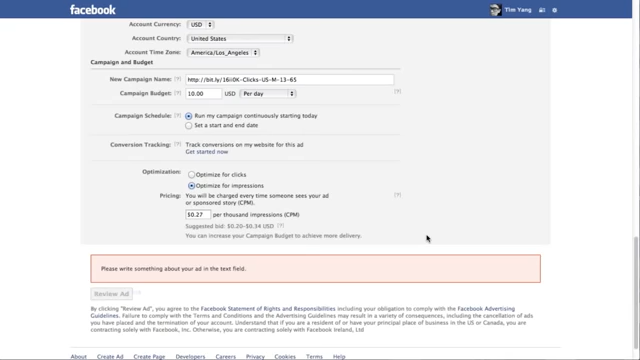 facebook
Tim Yang
Account Currency: [?] USD
Account Country: [?] United States
Account Time Zone: America/Los_Angeles
Campaign and Budget
New Campaign Name: [?] http://bit.ly/16ii0K-Clicks-US-M-13-65
Campaign Budget: [?] 10.00 USD Per day [?]
Campaign Schedule: [?] Run my campaign continuously starting today
Set a start and end date
Conversion Tracking: [?] Track conversions on my website for this ad
Get started now
Optimization: [?] Optimize for clicks
Optimize for impressions
Pricing: You will be charged every time someone sees your ad [?]
or sponsored story (CPM).
$0.27 per thousand impressions (CPM)
Suggested bid: $0.20–$0.34 USD [?]
You can increase your Campaign Budget to achieve more delivery.
Please write something about your ad in the text field.
Review Ad
By clicking "Review Ad", you agree to the Facebook Statement of Rights and Responsibilities including your obligation to comply with the Facebook Advertising
Guidelines. Failure to comply with the Terms and Conditions and the Advertising Guidelines may result in a variety of consequences, including the cancellation of ads
you have placed and the termination of your account. Understand that if you are a resident of or have your principal place of business in the US or Canada, you are
contracting solely with Facebook, Inc. Otherwise, you are contracting solely with Facebook Ireland, Ltd
About Create Ad Create Page Developers Careers Privacy Cookies Terms Help